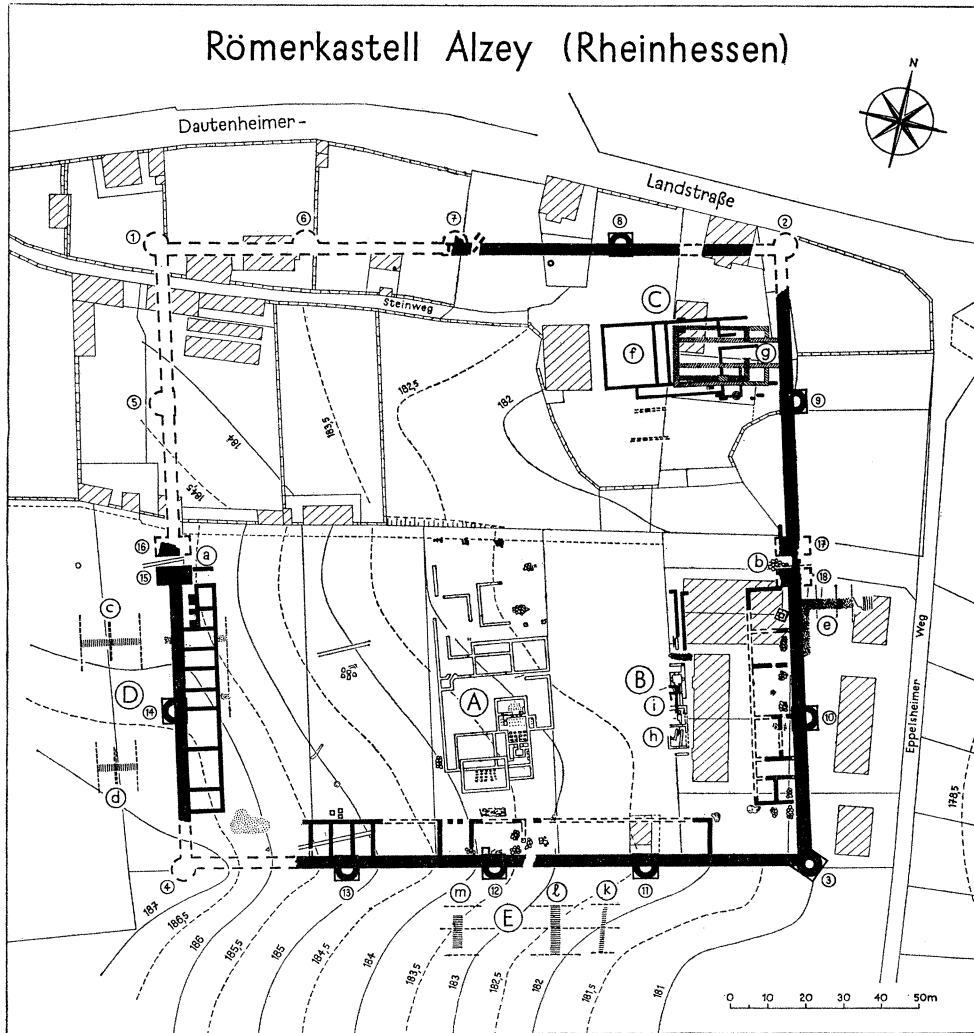 Römerkastell Alzey (Rheinhessen)
N
Dautenheimer-
Landstraße
1
6
7
8
2
Steinweg
C
f
g
182,5
182
183,5
184
184,5
5
9
16
a
15
17
b
18
c
e
D
14
A
B
i
h
10
d
Eppelsheimer Weg
178,5
4
13
12
11
3
m
l
k
E
187
186,5
186
185,5
185
184,5
184
183,5
183
182,5
182
181,5
181
0 10 20 30 40 50m